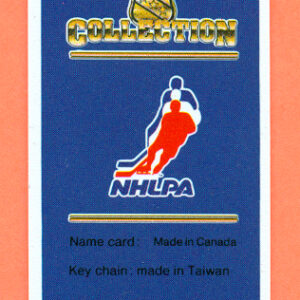 COLLECTION
NHLPA
Name card: Made in Canada
Key chain: made in Taiwan